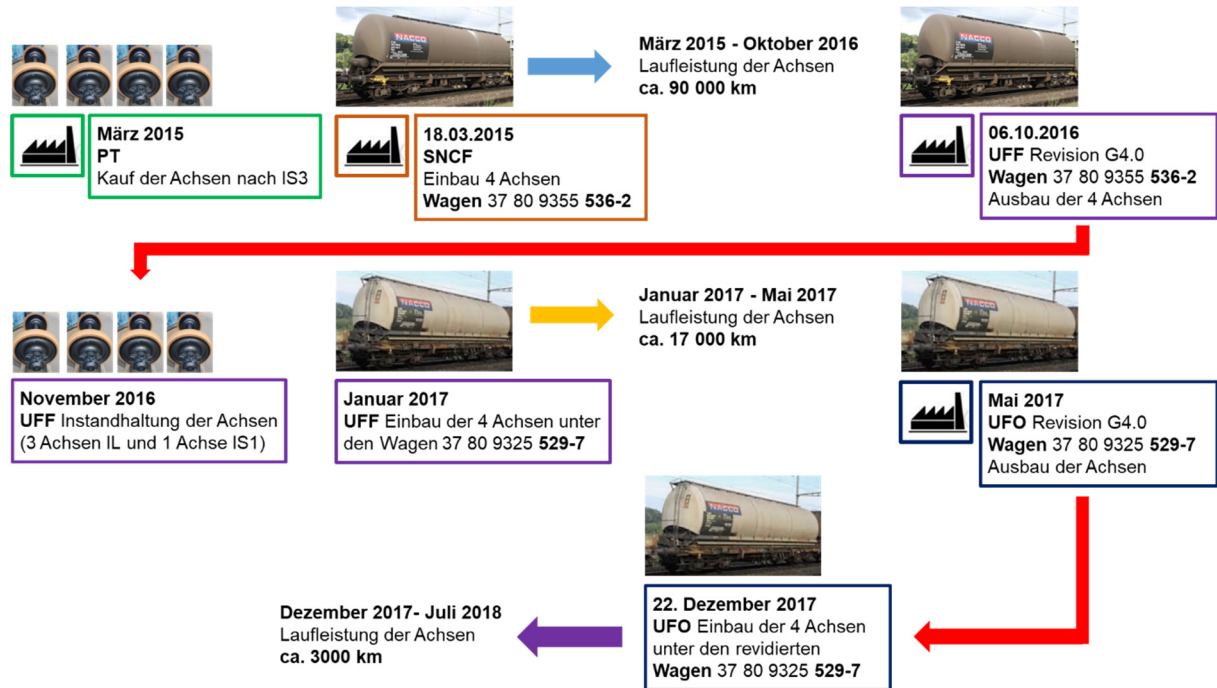 März 2015 - Oktober 2016
Laufleistung der Achsen
ca. 90 000 km
NACCO
NACCO
März 2015
PT
Kauf der Achsen nach IS3
18.03.2015
SNCF
Einbau 4 Achsen
Wagen 37 80 9355 536-2
06.10.2016
UFF Revision G4.0
Wagen 37 80 9355 536-2
Ausbau der 4 Achsen
NACCO
Januar 2017 - Mai 2017
Laufleistung der Achsen
ca. 17 000 km
NACCO
November 2016
UFF Instandhaltung der Achsen
(3 Achsen IL und 1 Achse IS1)
Januar 2017
UFF Einbau der 4 Achsen unter
den Wagen 37 80 9325 529-7
Mai 2017
UFO Revision G4.0
Wagen 37 80 9325 529-7
Ausbau der Achsen
NACCO
Dezember 2017- Juli 2018
Laufleistung der Achsen
ca. 3000 km
22. Dezember 2017
UFO Einbau der 4 Achsen
unter den revidierten
Wagen 37 80 9325 529-7